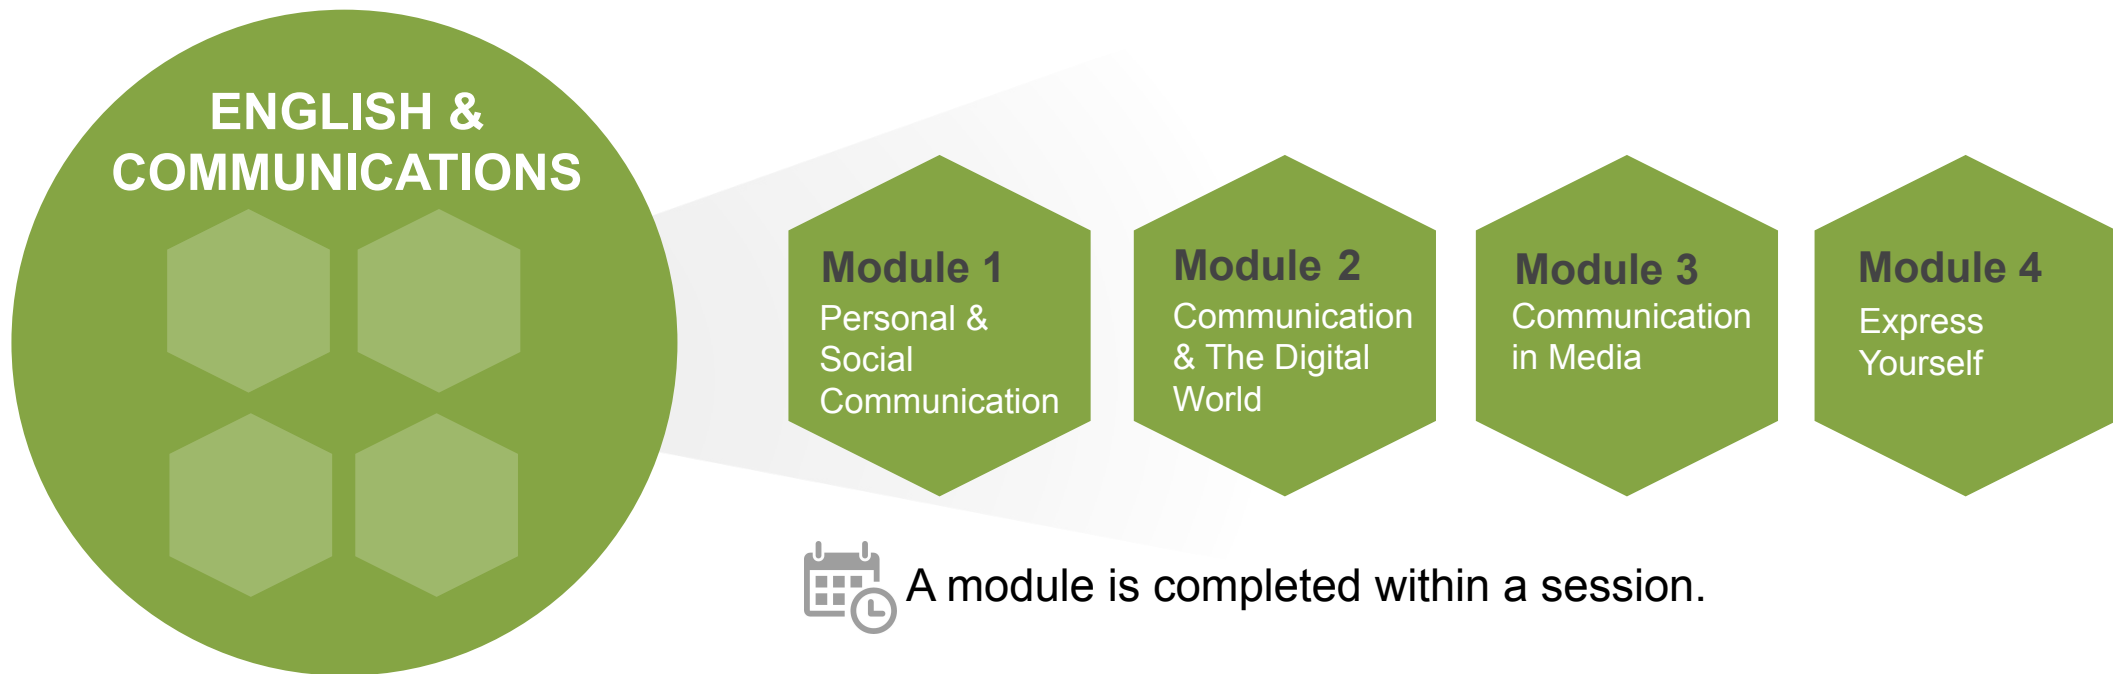 ENGLISH &
COMMUNICATIONS
Module 1
Personal &
Social
Communication
Module 2
Communication
& The Digital
World
Module 3
Communication
in Media
Module 4
Express
Yourself
A module is completed within a session.